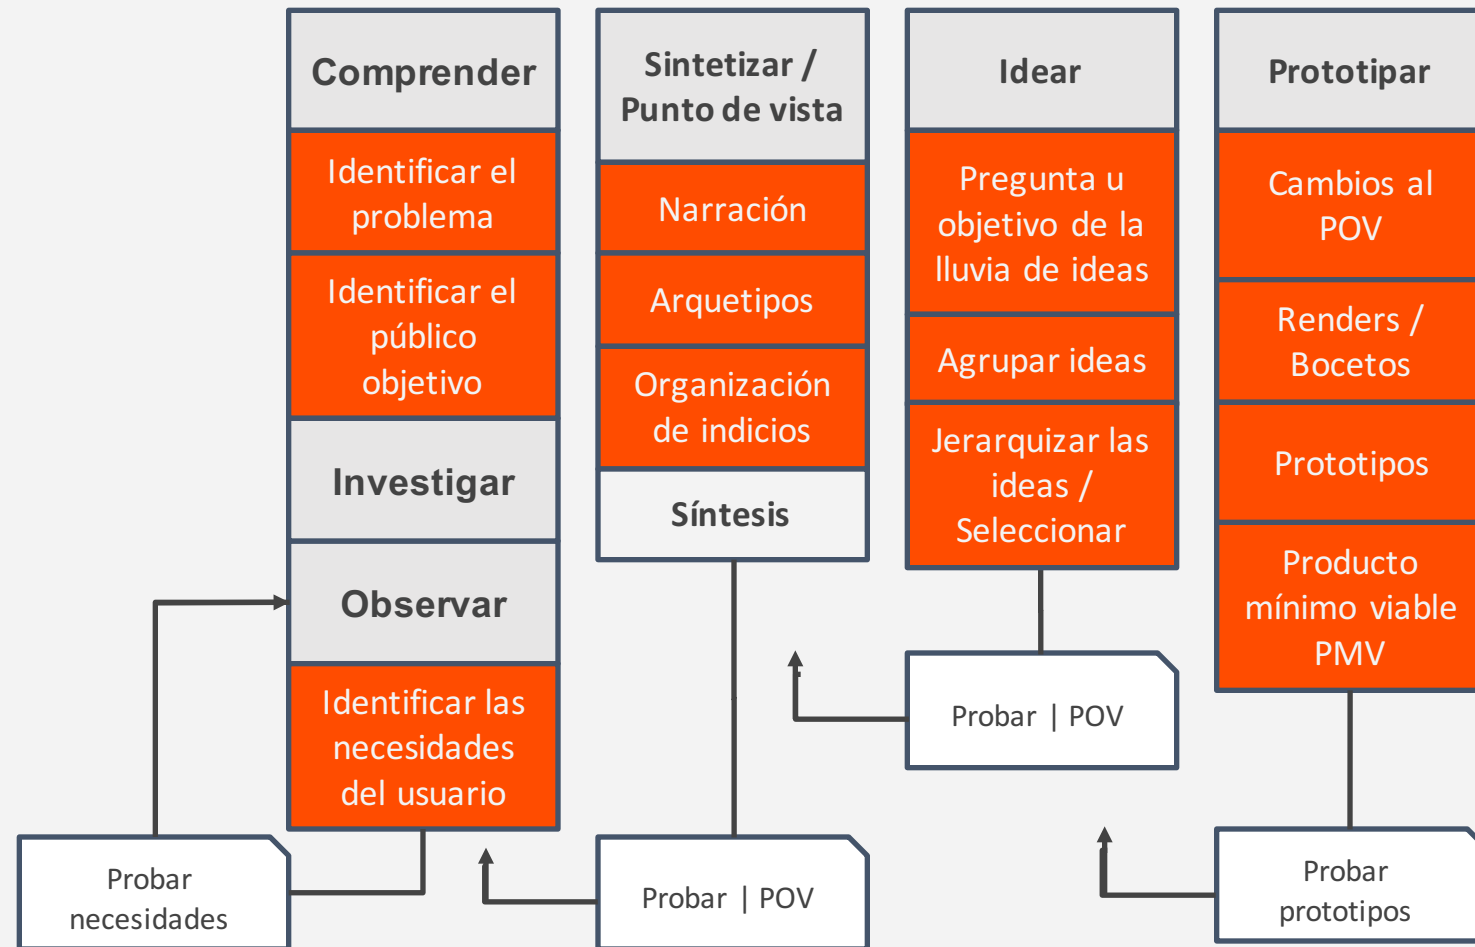 Comprender
Identificar el
problema
Identificar el
público
objetivo
Investigar
Observar
Identificar las
necesidades
del usuario
Probar
necesidades
Sintetizar /
Punto de vista
Narración
Arquetipos
Organización
de indicios
Síntesis
Probar | POV
Idear
Pregunta u
objetivo de la
lluvia de ideas
Agrupar ideas
Jerarquizar las
ideas /
Seleccionar
Probar | POV
Prototipar
Cambios al
POV
Renders /
Bocetos
Prototipos
Producto
mínimo viable
PMV
Probar
prototipos